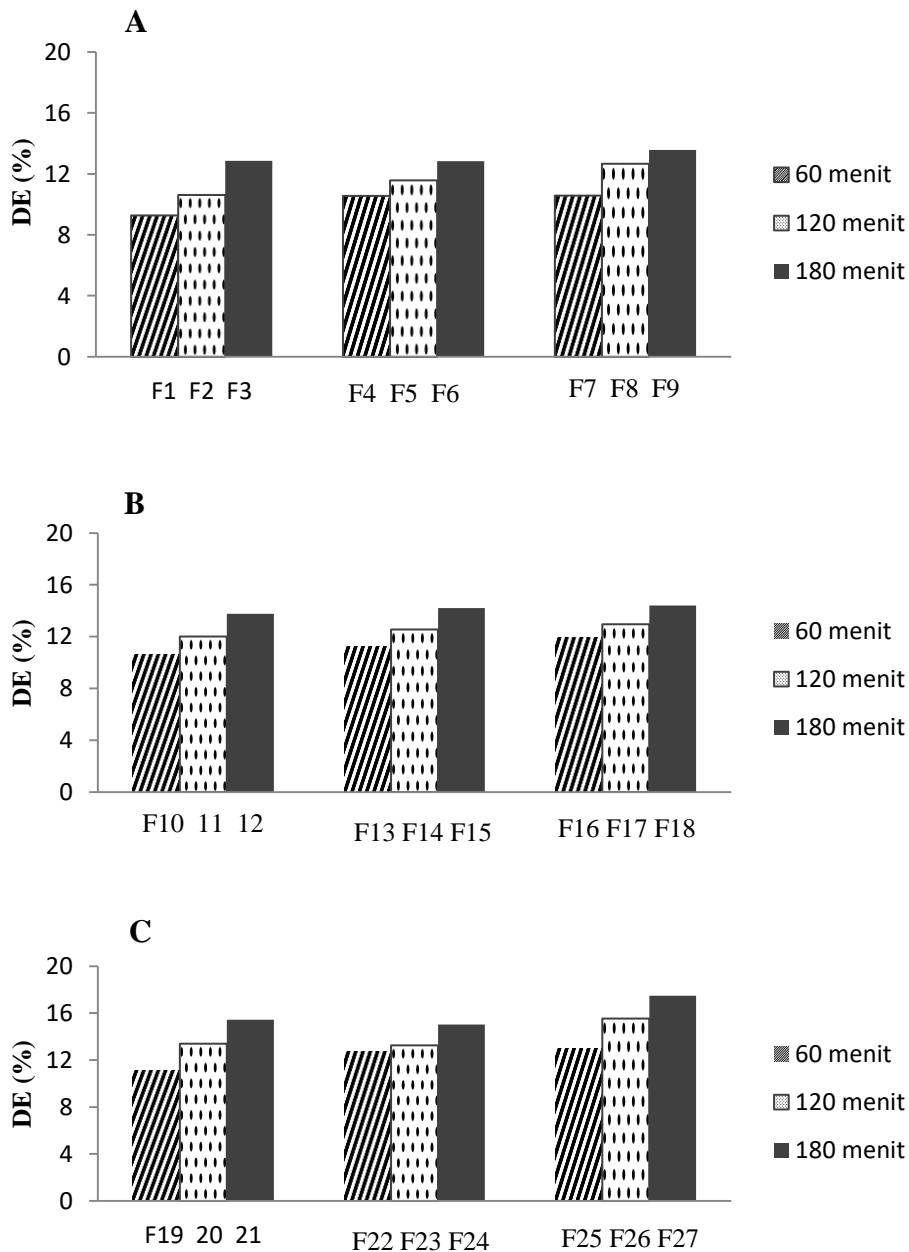 A
DE (%)
20
16
12
8
4
0
F1 F2 F3 F4 F5 F6 F7 F8 F9
60 menit
120 menit
180 menit
B
DE (%)
20
16
12
8
4
0
F10 11 12 F13 F14 F15 F16 F17 F18
60 menit
120 menit
180 menit
C
DE (%)
20
16
12
8
4
0
F19 20 21 F22 F23 F24 F25 F26 F27
60 menit
120 menit
180 menit